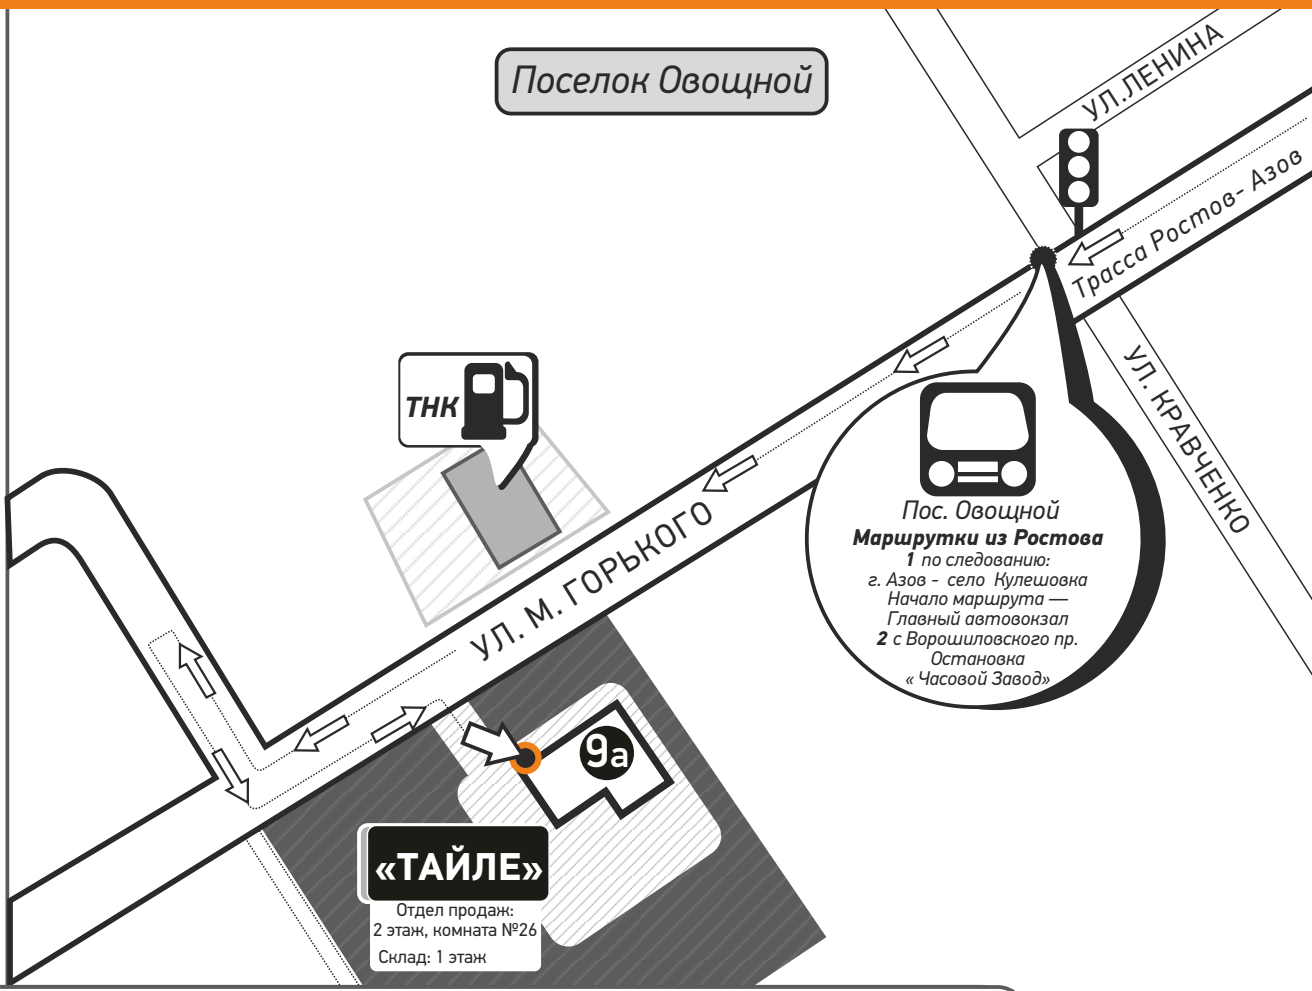 Поселок Овощной
УЛ.ЛЕНИНА
Трасса Ростов- Азов
ТНК
УЛ. КРАВЧЕНКО
УЛ. М. ГОРЬКОГО
Пос. Овощной
Маршрутки из Ростова
1 по следованию:
г. Азов - село Кулешовка
Начало маршрута —
Главный автовокзал
2 с Ворошиловского пр.
Остановка
« Часовой Завод»
9а
«ТАЙЛЕ»
Отдел продаж:
2 этаж, комната №26
Склад: 1 этаж